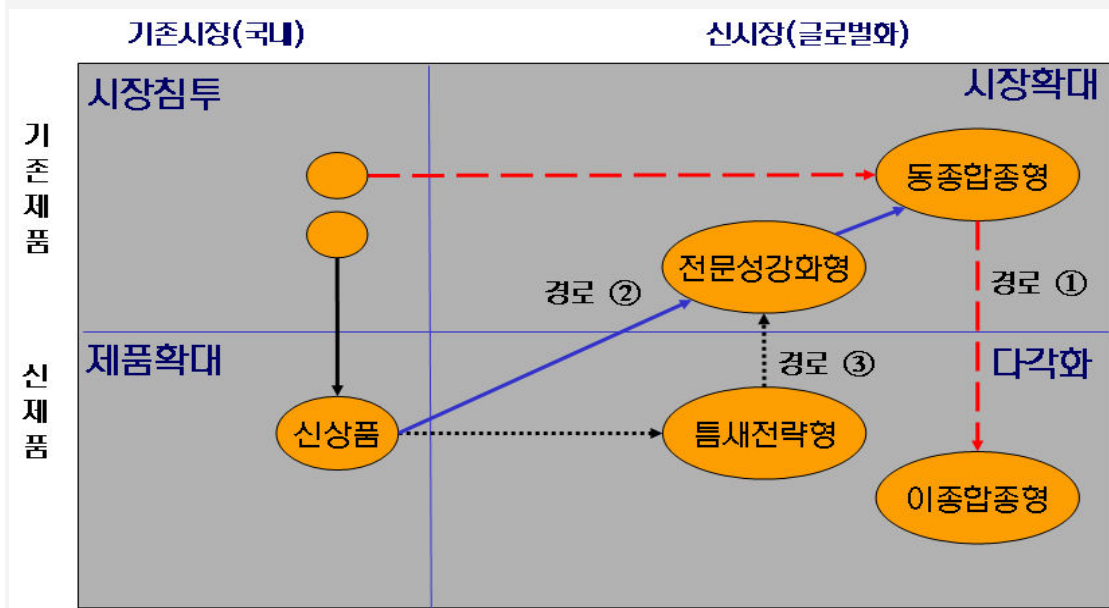 기존시장(국내)
신시장(글로벌화)
시장침투
시장확대
기존제품
동종합종형
전문성강화형
경로 ②
경로 ①
제품확대
경로 ③
다각화
신제품
신상품
틈새전략형
이종합종형